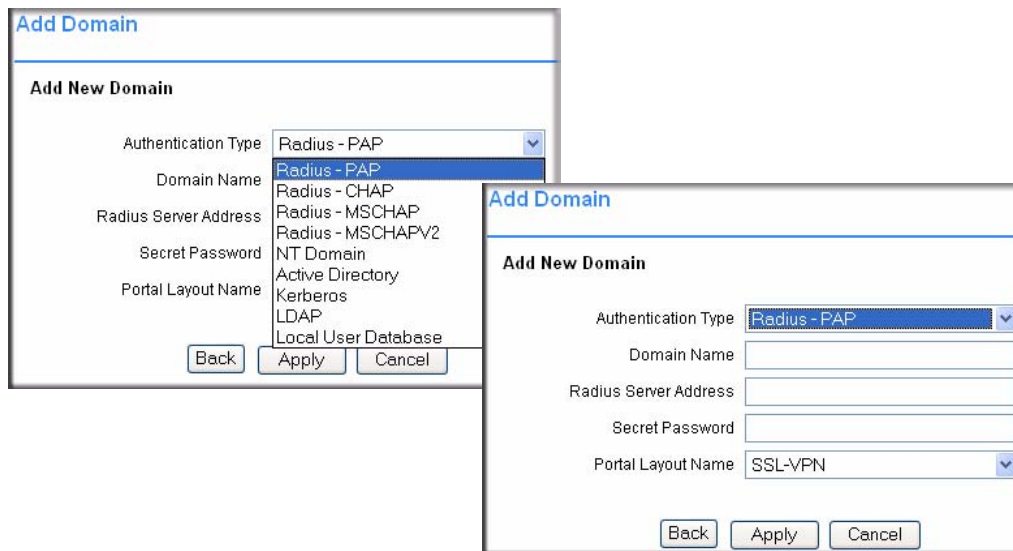 Add Domain
Add New Domain
Authentication Type Radius - PAP
Radius - PAP
Domain Name
Radius - CHAP
Radius Server Address Radius - MSCHAP
Radius - MSCHAPV2
Secret Password NT Domain
Active Directory
Portal Layout Name Kerberos
LDAP
Local User Database
Back Apply Cancel
Add Domain
Add New Domain
Authentication Type Radius - PAP
Domain Name
Radius Server Address
Secret Password
Portal Layout Name SSL-VPN
Back Apply Cancel